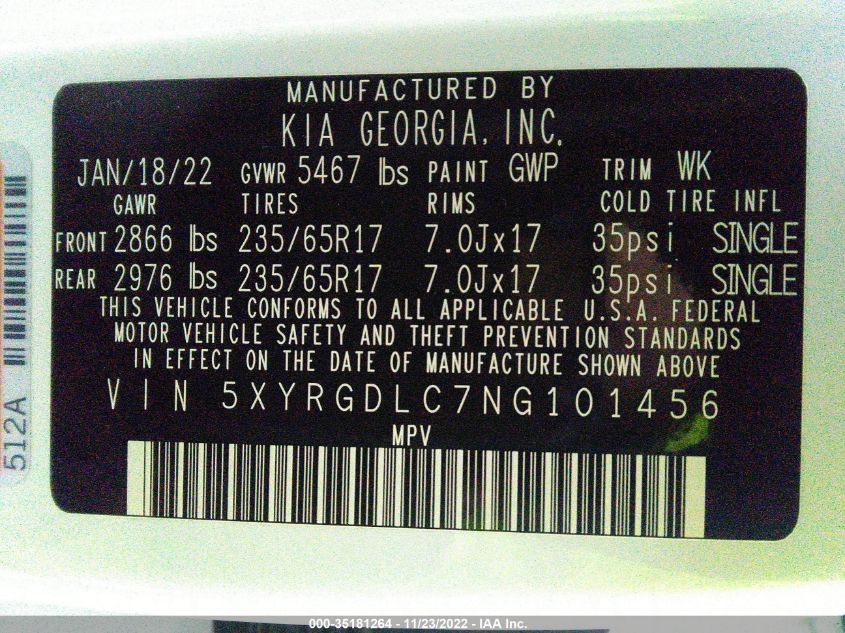 MANUFACTURED BY
KIA GEORGIA, INC.
JAN/18/22 GVWR 5467 lbs PAINT GWP TRIM WK
GAWR TIRES RIMS COLD TIRE INFL
FRONT 2866 lbs 235/65R17 7.0Jx17 35psi SINGLE
REAR 2976 lbs 235/65R17 7.0Jx17 35psi SINGLE
THIS VEHICLE CONFORMS TO ALL APPLICABLE U.S.A. FEDERAL
MOTOR VEHICLE SAFETY AND THEFT PREVENTION STANDARDS
IN EFFECT ON THE DATE OF MANUFACTURE SHOWN ABOVE
VIN 5XYRGDLC7NG101456
MPV
512A
000-35181264 - 11/23/2022 - IAA Inc.